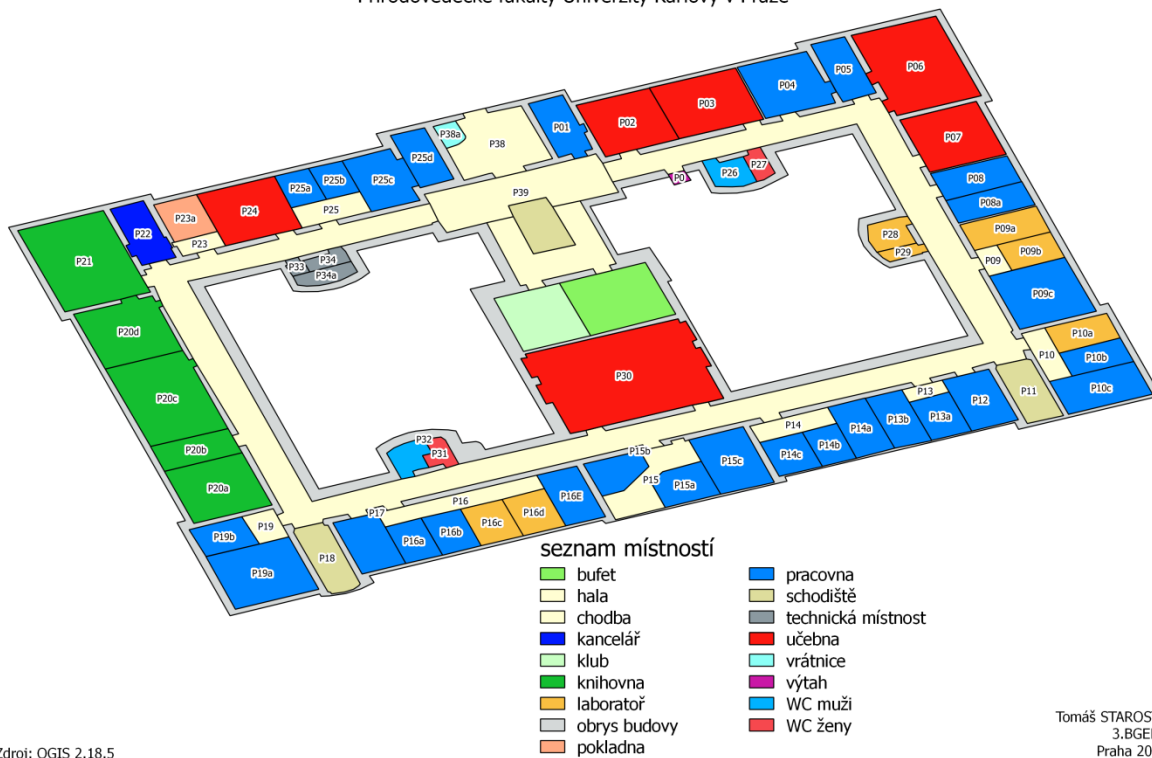 Přírodovědecké fakulty Univerzity Karlovy v Praze
P06
P05
P04
P03
P02
P01
P38a
P38
P07
P25d
P25c
P25b
P25a
P25
P24
P23a
P23
P22
P21
P39
P0
P26
P27
P08
P08a
P28
P29
P09a
P09b
P09
P09c
P33
P34
P34a
P20d
P20c
P20b
P20a
P30
P10
P10a
P10b
P10c
P11
P12
P13
P13a
P13b
P14
P14a
P14b
P14c
P15b
P15
P15a
P15c
P32
P31
P16
P16E
P16d
P16c
P16b
P16a
P17
P18
P19
P19b
P19a
seznam místností
bufet
hala
chodba
kancelář
klub
knihovna
laboratoř
obrys budovy
pokladna
pracovna
schodiště
technická místnost
učebna
vrátnice
výtah
WC muži
WC ženy
Zdroj: QGIS 2.18.5
Tomáš
3.BGE
Praha 20